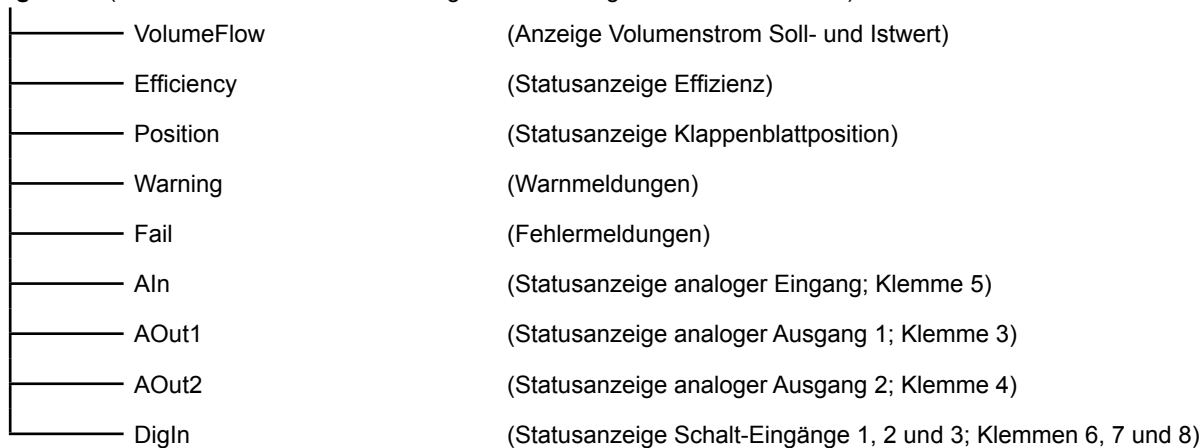 VolumeFlow (Anzeige Volumenstrom Soll- und Istwert)
Efficiency (Statusanzeige Effizienz)
Position (Statusanzeige Klappenblattposition)
Warning (Warnmeldungen)
Fail (Fehlermeldungen)
AIn (Statusanzeige analoger Eingang; Klemme 5)
AOut1 (Statusanzeige analoger Ausgang 1; Klemme 3)
AOut2 (Statusanzeige analoger Ausgang 2; Klemme 4)
DigIn (Statusanzeige Schalt-Eingänge 1, 2 und 3; Klemmen 6, 7 und 8)